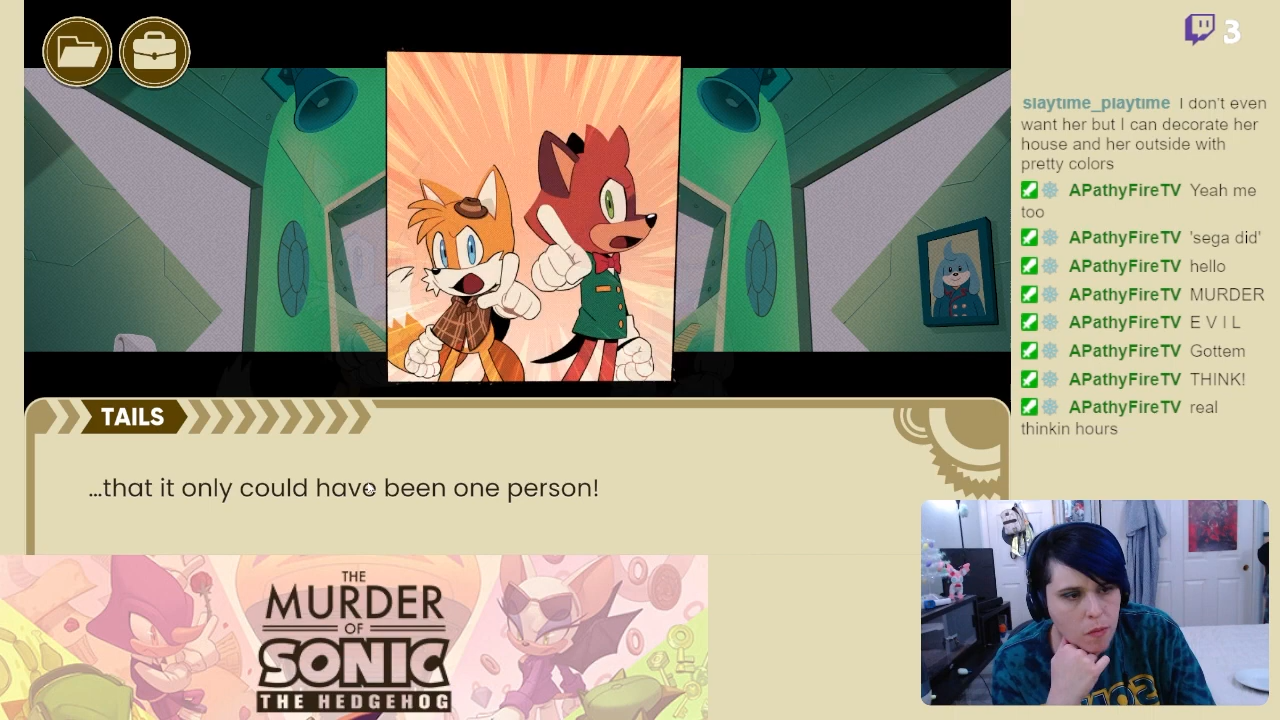 3
slaytime_playtime I don't even
want her but I can decorate her
house and her outside with
pretty colors
APathyFireTV Yeah me
too
APathyFireTV 'sega did'
APathyFireTV hello
APathyFireTV MURDER
APathyFireTV E V I L
APathyFireTV Gottem
APathyFireTV THINK!
APathyFireTV real
thinkin hours
TAILS
...that it only could have been one person!
THE
MURDER
OF
SONIC
THE HEDGEHOG